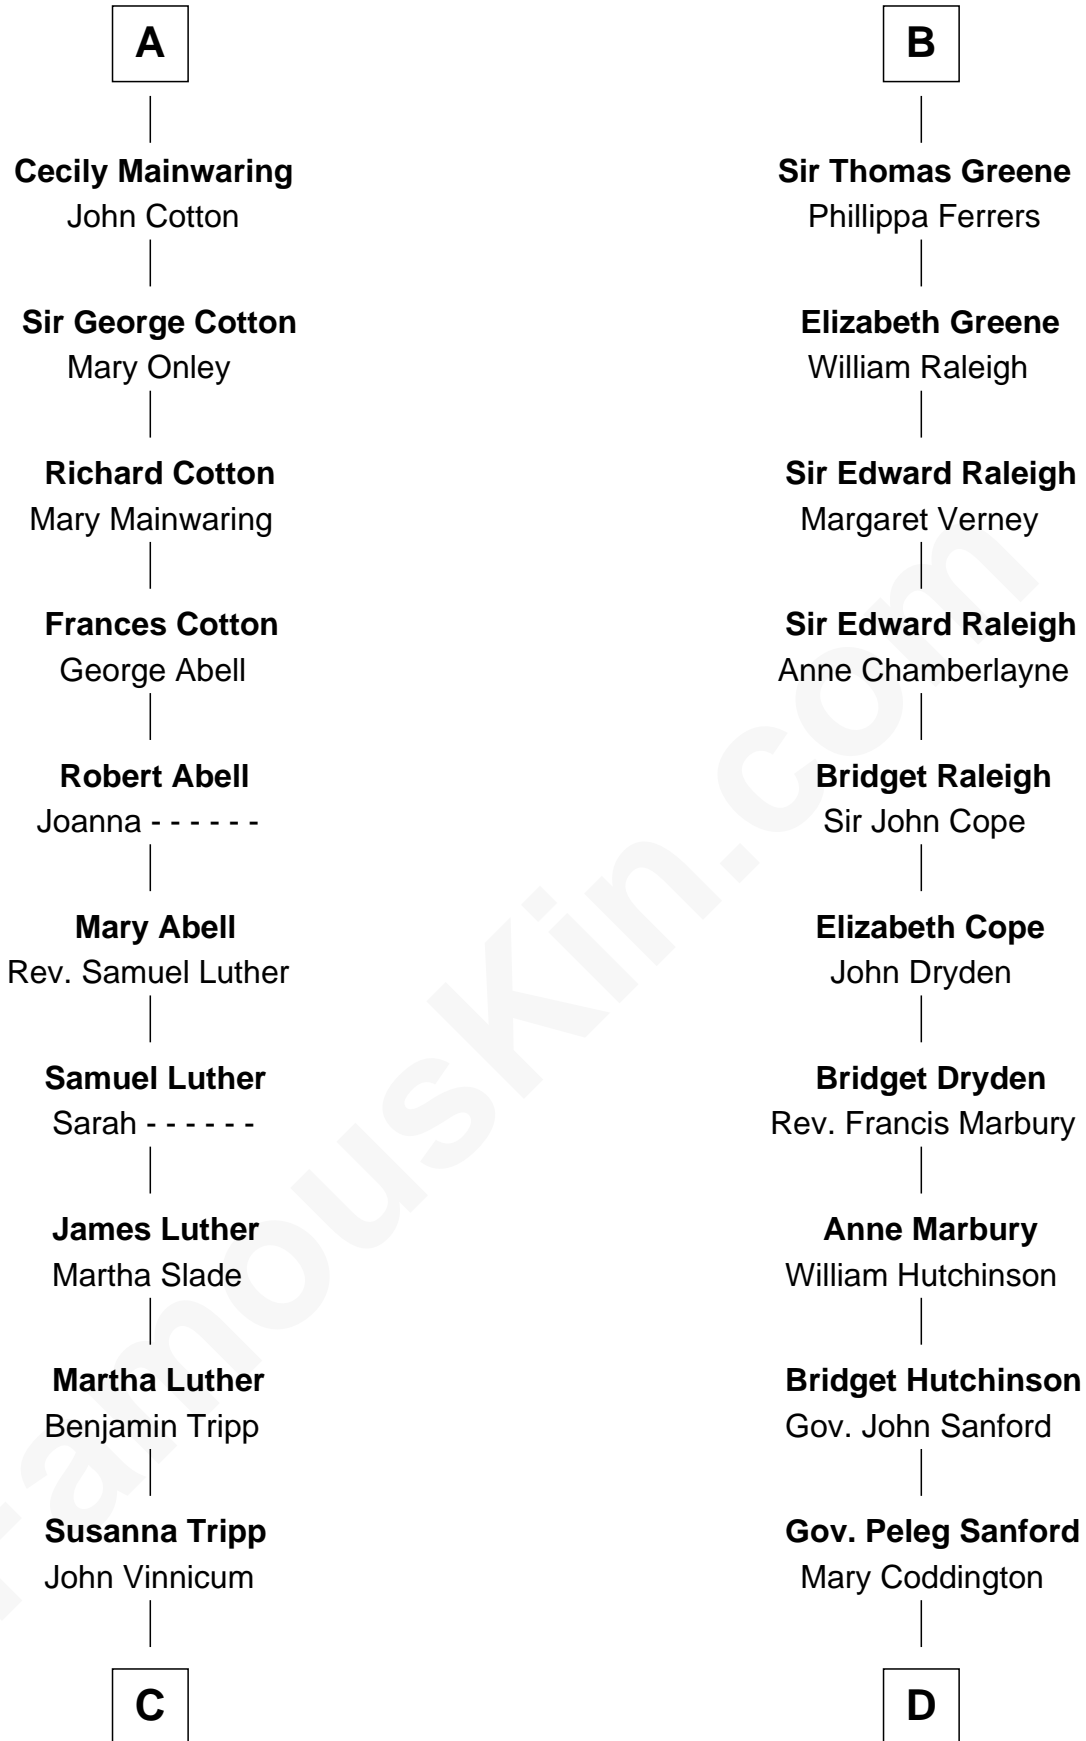 A
Cecily Mainwaring
John Cotton
Sir George Cotton
Mary Onley
Richard Cotton
Mary Mainwaring
Frances Cotton
George Abell
Robert Abell
Joanna - - - - - -
Mary Abell
Rev. Samuel Luther
Samuel Luther
Sarah - - - - - -
James Luther
Martha Slade
Martha Luther
Benjamin Tripp
Susanna Tripp
John Vinnicum
C
B
Sir Thomas Greene
Phillippa Ferrers
Elizabeth Greene
William Raleigh
Sir Edward Raleigh
Margaret Verney
Sir Edward Raleigh
Anne Chamberlayne
Bridget Raleigh
Sir John Cope
Elizabeth Cope
John Dryden
Bridget Dryden
Rev. Francis Marbury
Anne Marbury
William Hutchinson
Bridget Hutchinson
Gov. John Sanford
Gov. Peleg Sanford
Mary Coddington
D
FamousKin.com